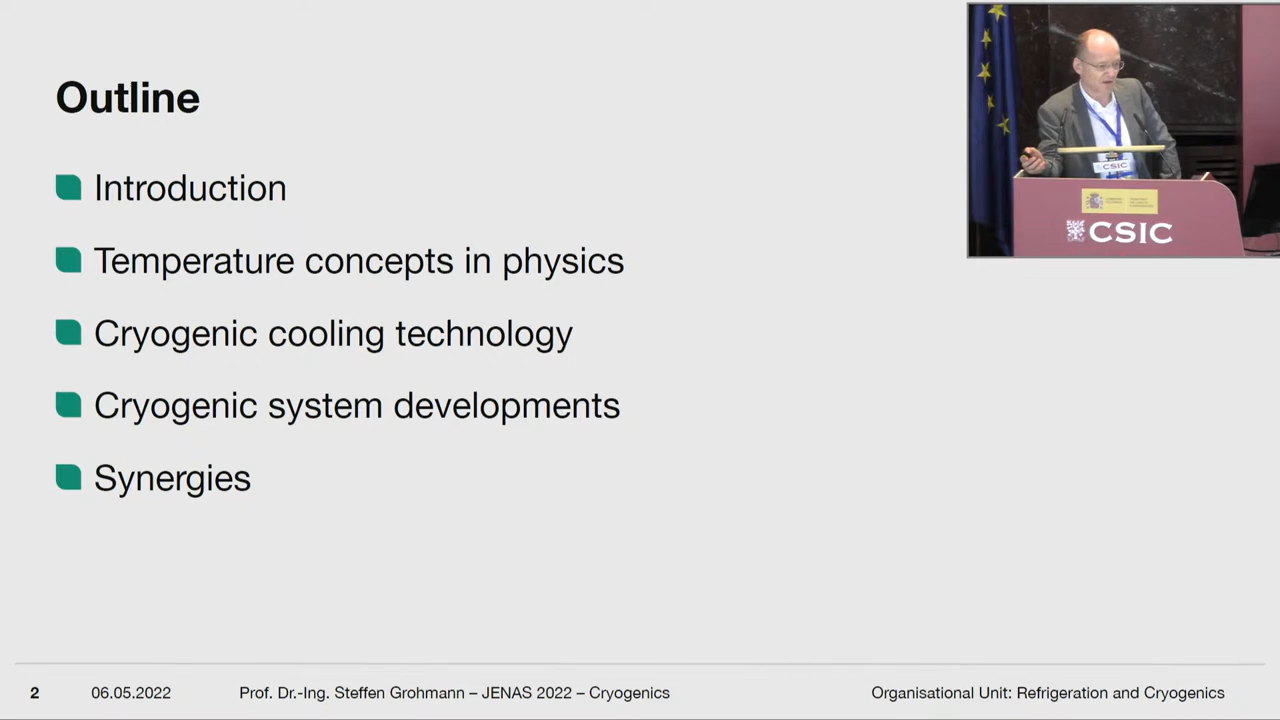 Outline
Introduction
Temperature concepts in physics
Cryogenic cooling technology
Cryogenic system developments
Synergies
CSIC
CSIC
2 06.05.2022 Prof. Dr.-Ing. Steffen Grohmann – JENAS 2022 – Cryogenics Organisational Unit: Refrigeration and Cryogenics